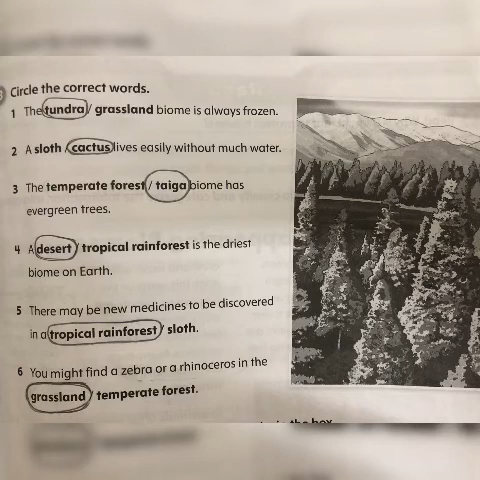 Circle the correct words.
1 The tundra / grassland biome is always frozen.
2 A sloth / cactus lives easily without much water.
3 The temperate forest / taiga biome has
evergreen trees.
4 A desert / tropical rainforest is the driest
biome on Earth.
5 There may be new medicines to be discovered
in a tropical rainforest / sloth.
6 You might find a zebra or a rhinoceros in the
grassland / temperate forest.